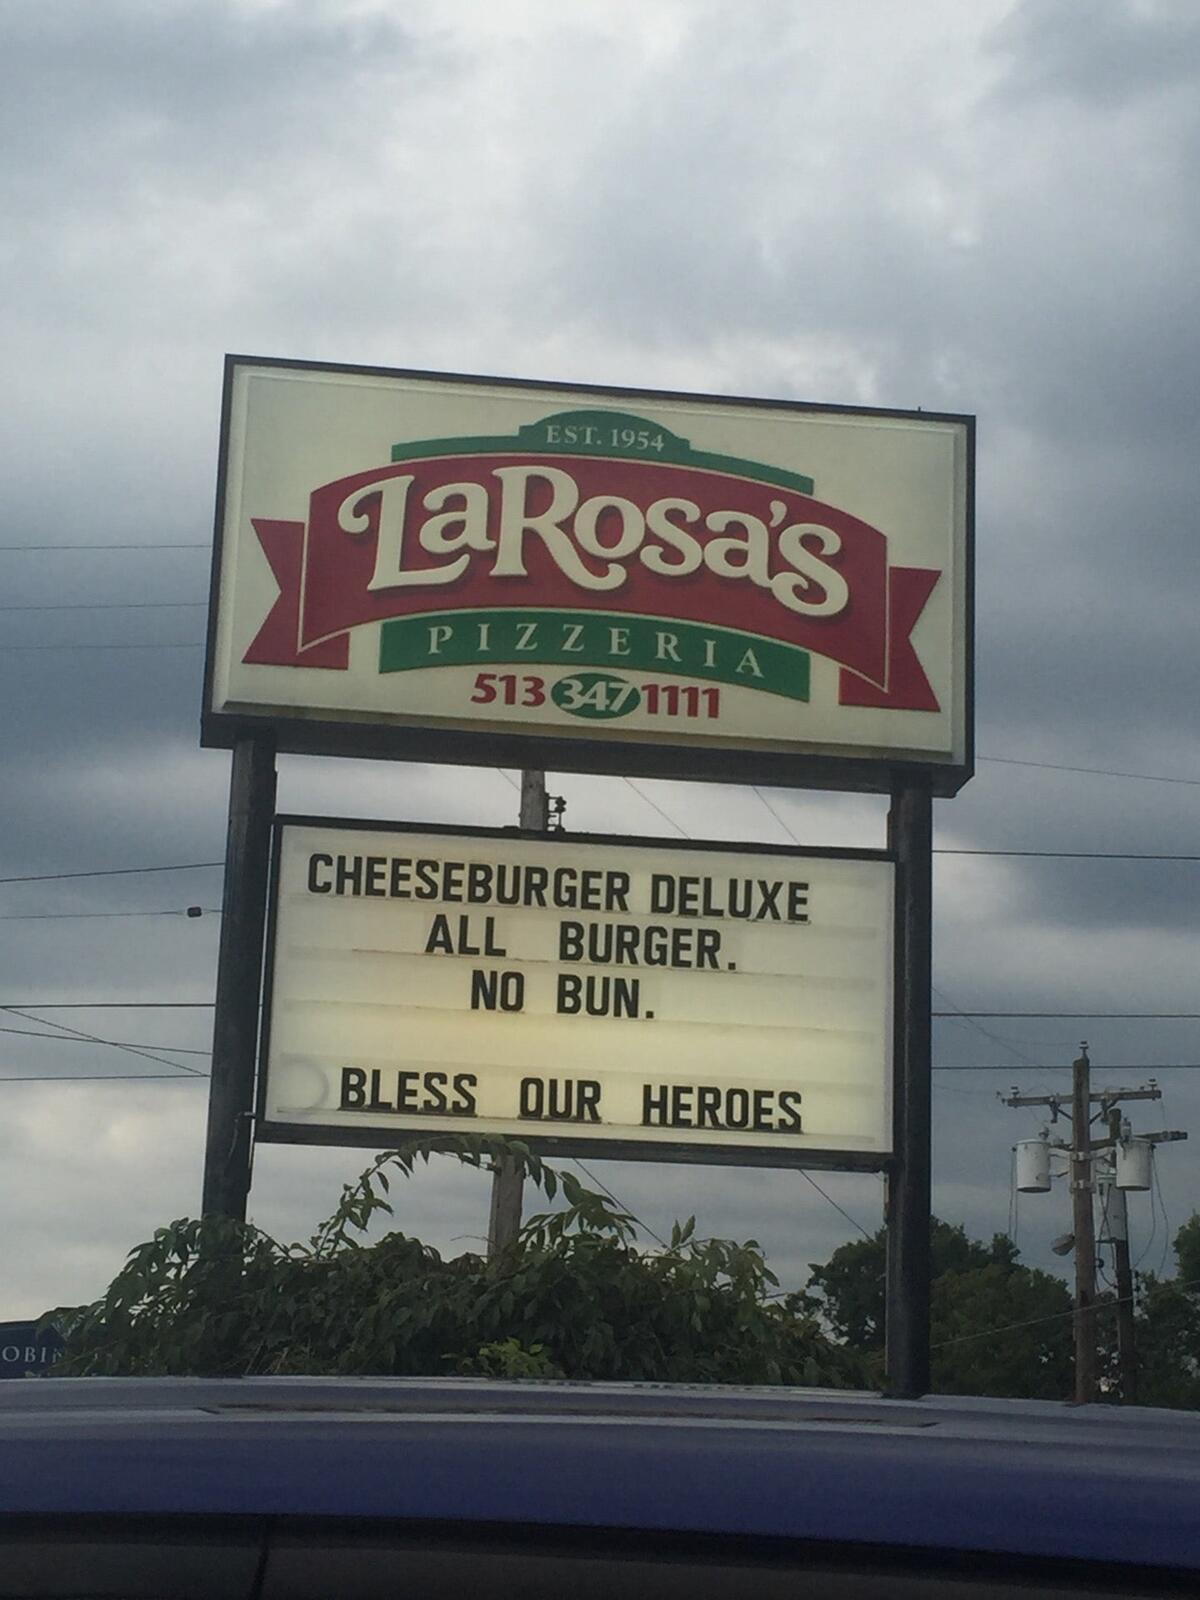 EST. 1954
LAROSA'S
PIZZERIA
513 347 1111
CHEESEBURGER DELUXE
ALL BURGER.
NO BUN.
BLESS OUR HEROES